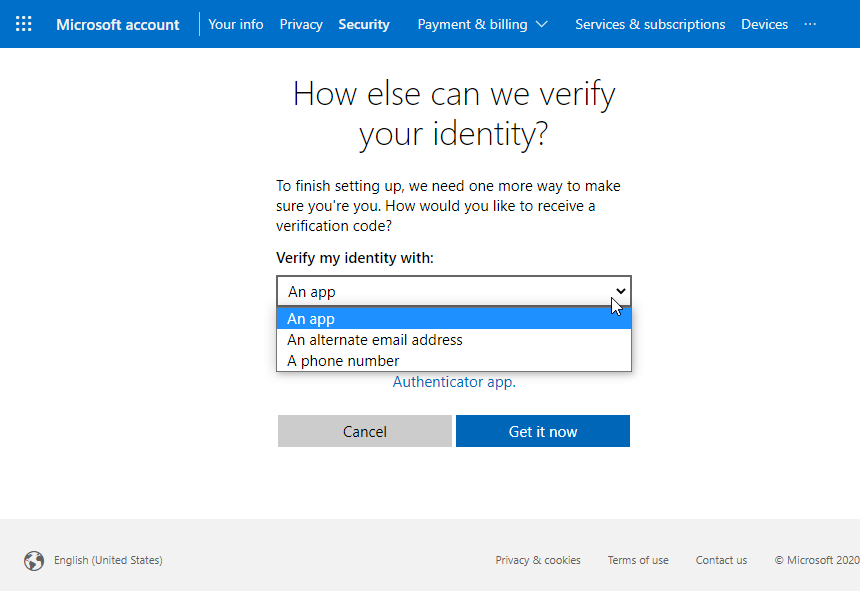 Microsoft account Your info Privacy Security Payment & billing Services & subscriptions Devices ...
How else can we verify
your identity?
To finish setting up, we need one more way to make
sure you're you. How would you like to receive a
verification code?
Verify my identity with:
An app
An app
An alternate email address
A phone number
Authenticator app.
Cancel Get it now
English (United States) Privacy & cookies Terms of use Contact us © Microsoft 2020